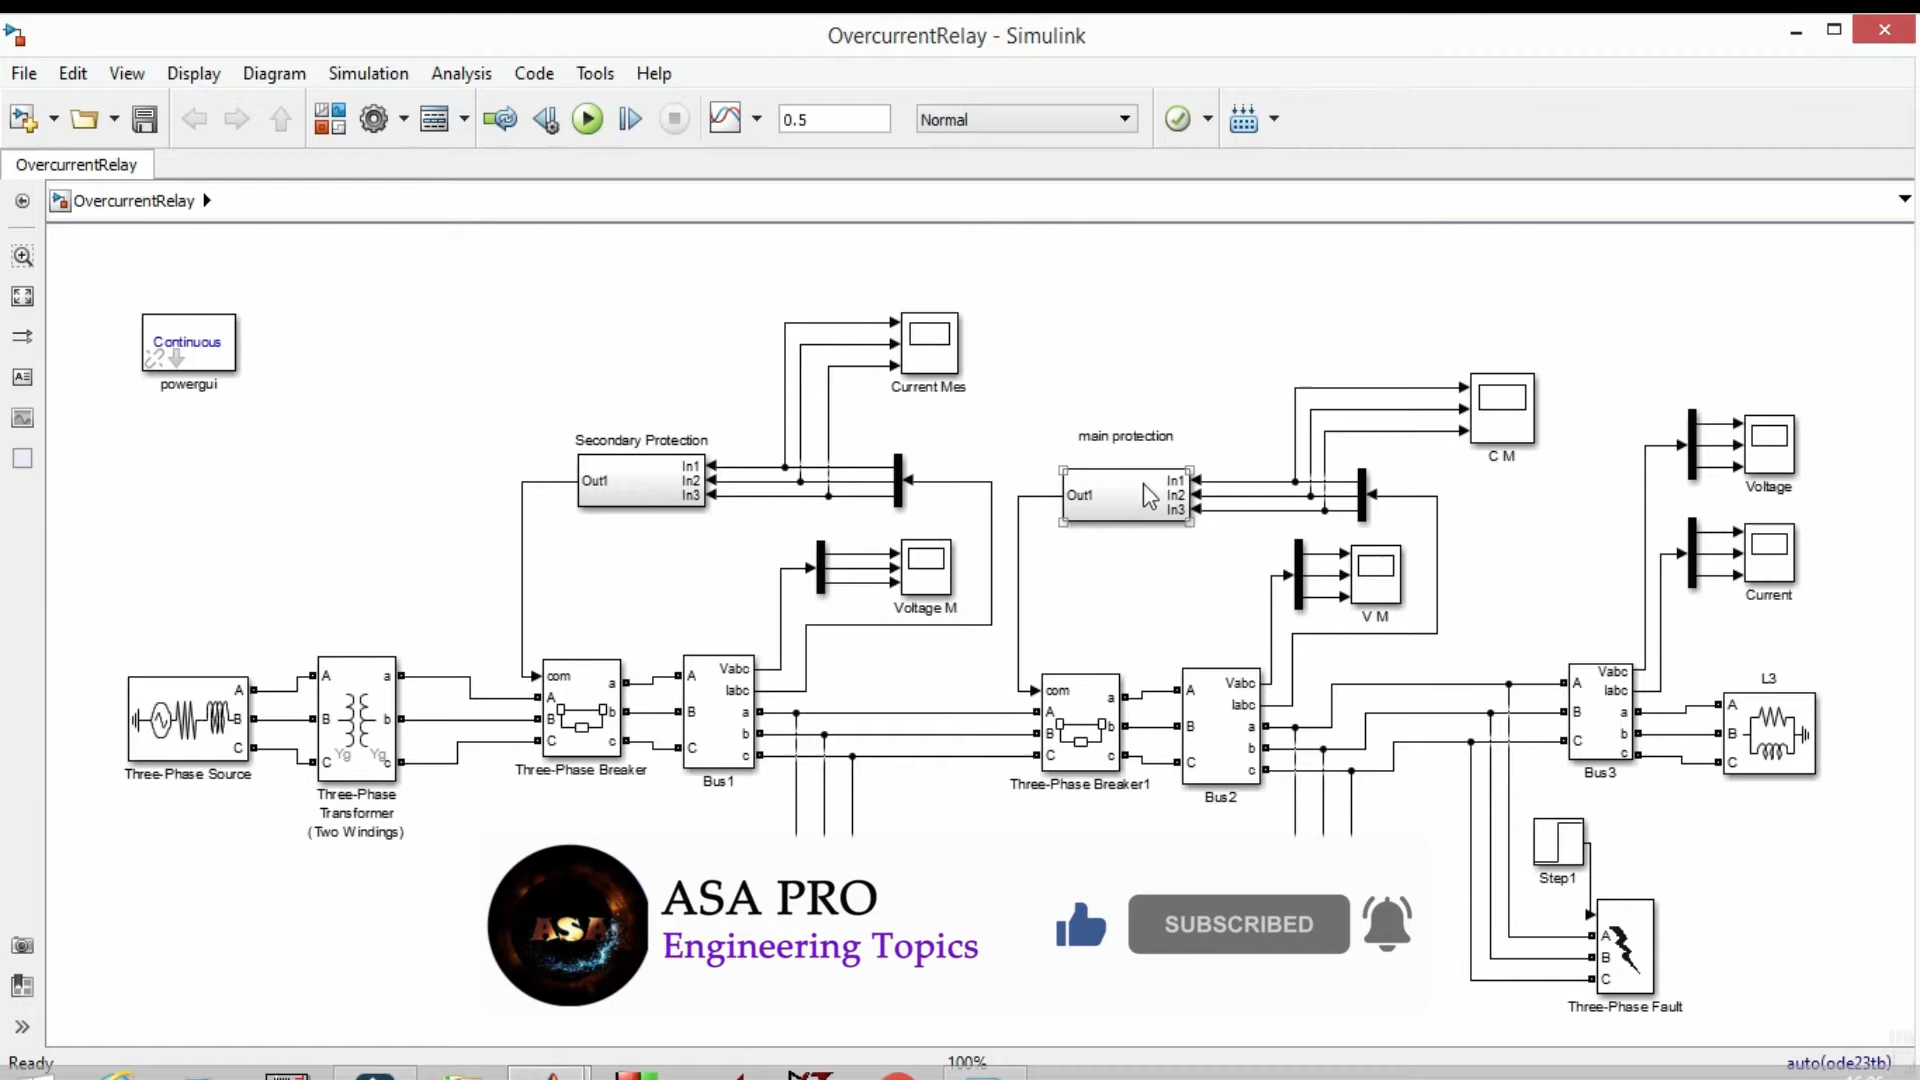 OvercurrentRelay - Simulink
File Edit View Display Diagram Simulation Analysis Code Tools Help
0.5 Normal
OvercurrentRelay
OvercurrentRelay
Continuous
powergui
Current Mes
Secondary Protection
Out1 In1
In2
In3
Voltage M
main protection
Out1 In1
In2
In3
C M
V M
Voltage
Current
A
B
C
Three-Phase Source
A a
B b
C c
Yg Yg
Three-Phase
Transformer
(Two Windings)
com
A a
B b
C c
Three-Phase Breaker
Vabc
A Iabc
B a
b
C c
Bus1
com
A a
B b
C c
Three-Phase Breaker1
Vabc
A Iabc
B a
b
C c
Bus2
Vabc
A Iabc
B a
b
C c
Bus3
L3
A
B
C
Step1
A
B
C
Three-Phase Fault
ASA
ASA PRO
Engineering Topics
SUBSCRIBED
Ready 100% auto(ode23tb)